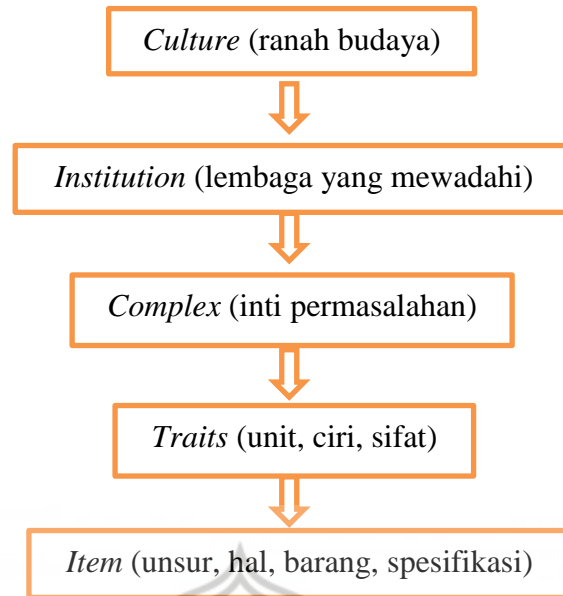 Culture (ranah budaya)
Institution (lembaga yang mewadahi)
Complex (inti permasalahan)
Traits (unit, ciri, sifat)
Item (unsur, hal, barang, spesifikasi)